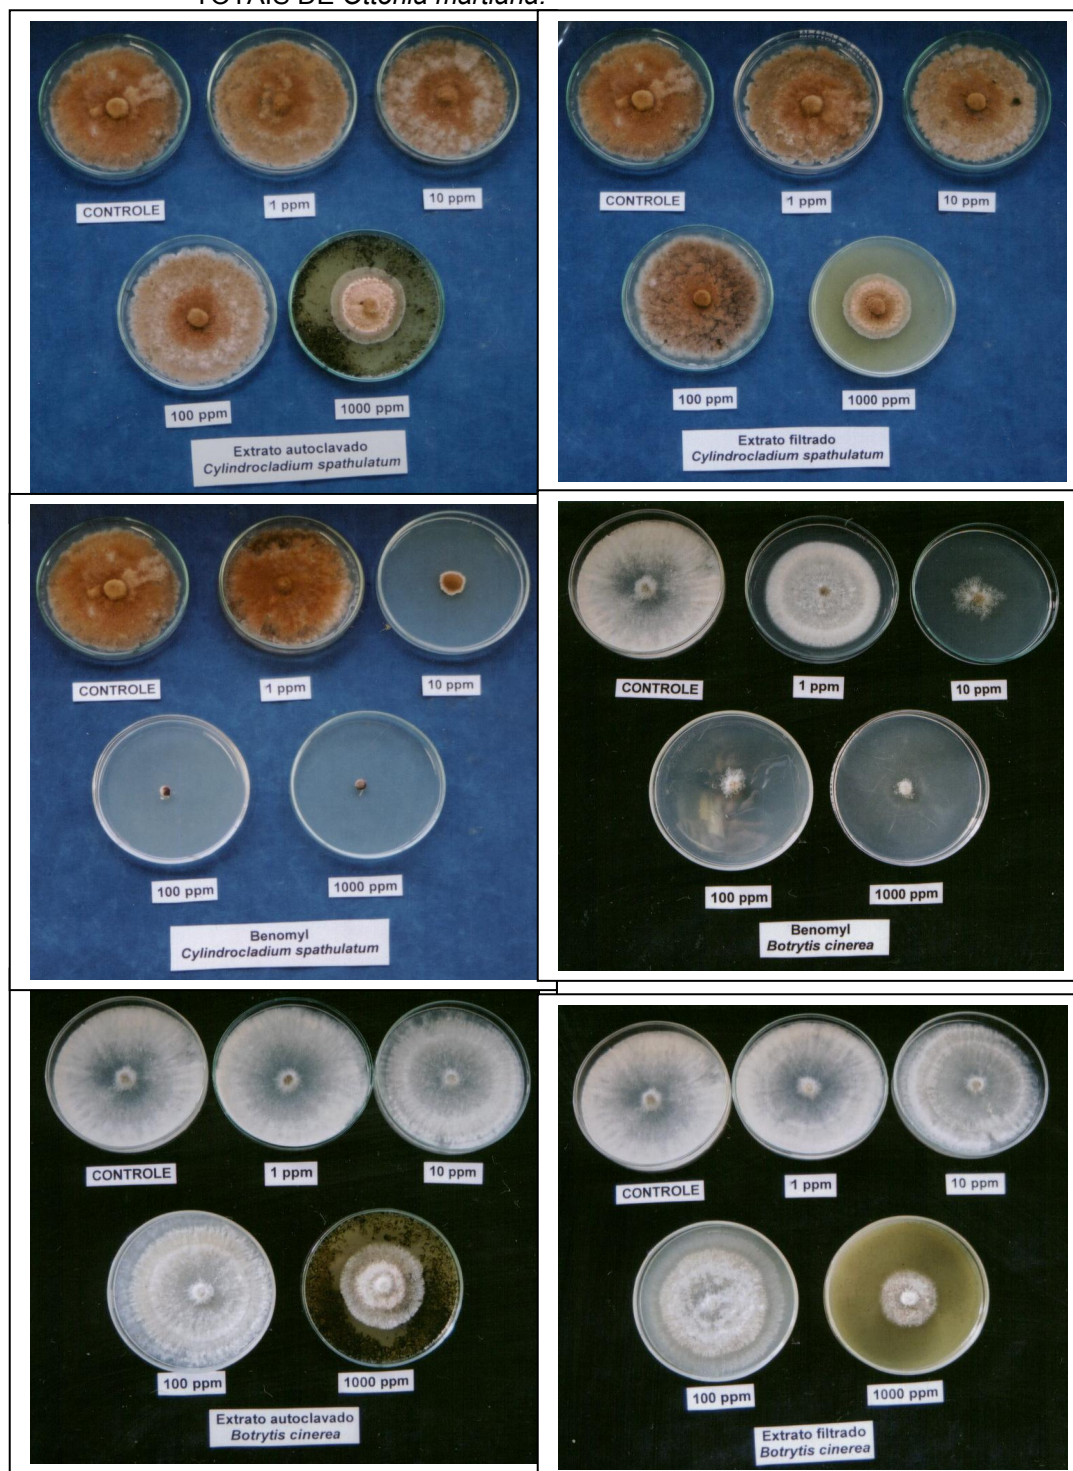 TOTAIS DE Ottonia martiana.
CONTROLE
1 ppm
10 ppm
100 ppm
1000 ppm
Extrato autoclavado
Cylindrocladium spathulatum
CONTROLE
1 ppm
10 ppm
100 ppm
1000 ppm
Extrato filtrado
Cylindrocladium spathulatum
CONTROLE
1 ppm
10 ppm
100 ppm
1000 ppm
Benomyl
Cylindrocladium spathulatum
CONTROLE
1 ppm
10 ppm
100 ppm
1000 ppm
Benomyl
Botrytis cinerea
CONTROLE
1 ppm
10 ppm
100 ppm
1000 ppm
Extrato autoclavado
Botrytis cinerea
CONTROLE
1 ppm
10 ppm
100 ppm
1000 ppm
Extrato filtrado
Botrytis cinerea